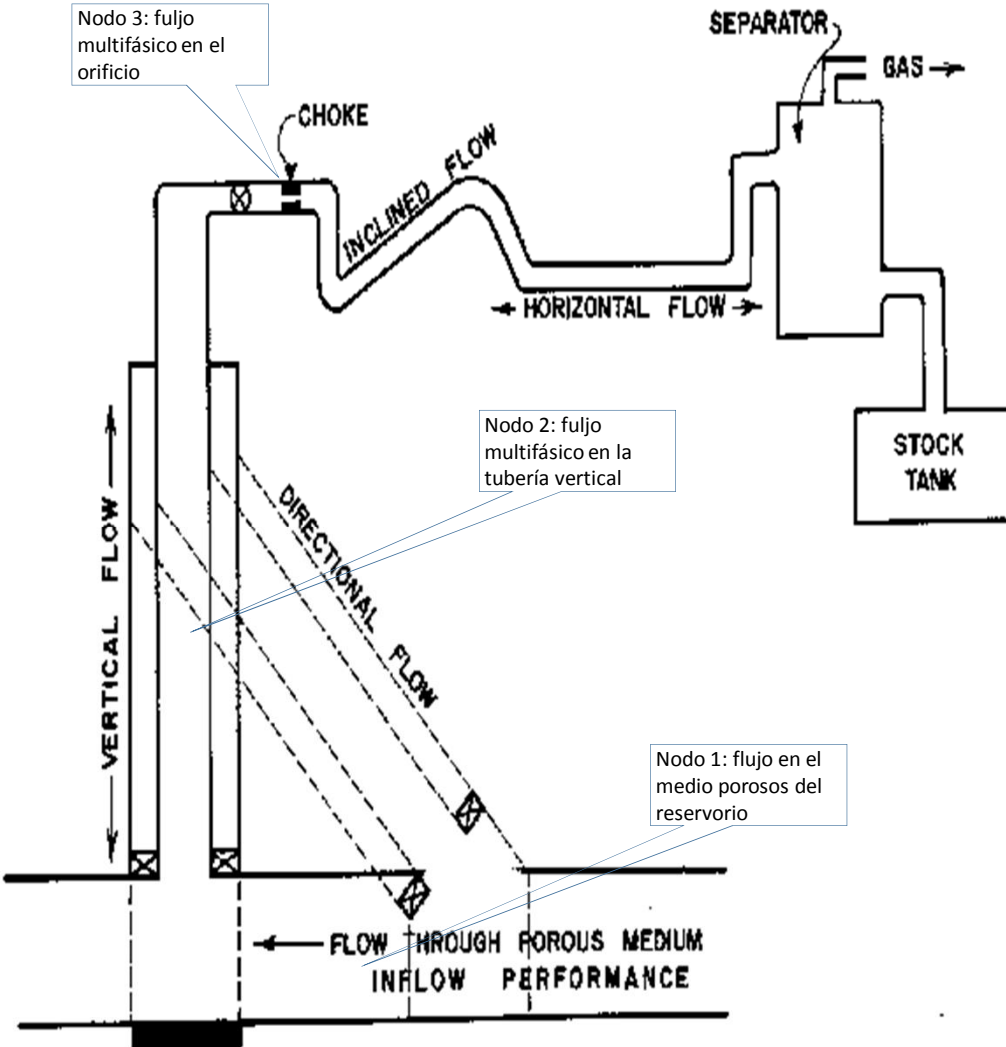 Nodo 3: fuljo
multifásico en el
orificio
SEPARATOR
GAS
CHOKE
INCLINED FLOW
HORIZONTAL FLOW
Nodo 2: fuljo
multifásico en la
tubería vertical
STOCK
TANK
VERTICAL FLOW
DIRECTIONAL FLOW
Nodo 1: flujo en el
medio porosos del
reservorio
FLOW THROUGH POROUS MEDIUM
INFLOW PERFORMANCE